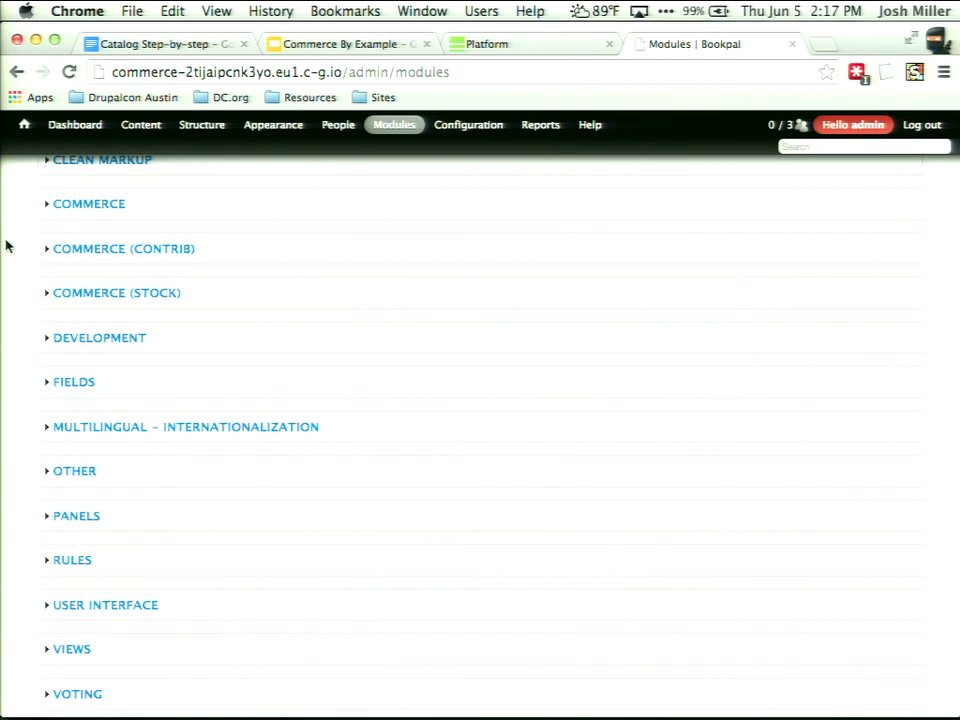 Chrome File Edit View History Bookmarks Window Users Help 89°F 99% Thu Jun 5 2:17 PM Josh Miller
Catalog Step-by-step - Go Commerce By Example - G Platform Modules | Bookpal
commerce-2tijaipcnk3yo.eu1.c-g.io/admin/modules
Apps Drupalcon Austin DC.org Resources Sites
Dashboard Content Structure Appearance People Modules Configuration Reports Help 0 / 3 Hello admin Log out
Search
CLEAN MARKUP
COMMERCE
COMMERCE (CONTRIB)
COMMERCE (STOCK)
DEVELOPMENT
FIELDS
MULTILINGUAL - INTERNATIONALIZATION
OTHER
PANELS
RULES
USER INTERFACE
VIEWS
VOTING